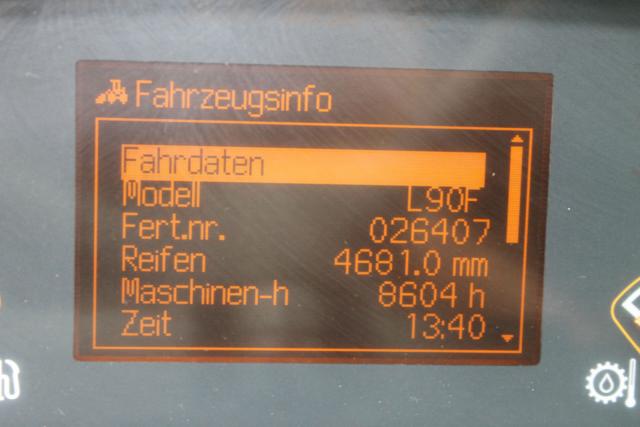 Fahrzeugsinfo
Fahrdaten
Modell L90F
Fert.nr. 026407
Reifen 4681.0 mm
Maschinen-h 8604 h
Zeit 13:40